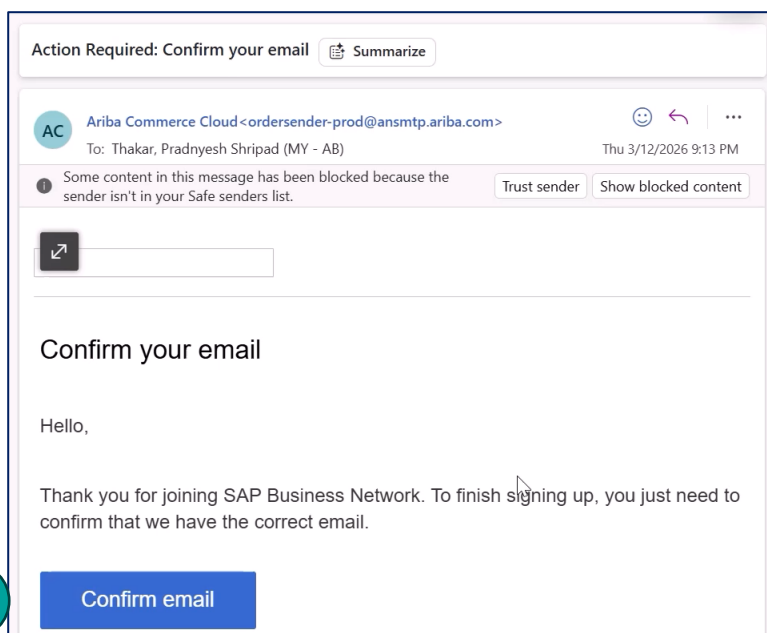 Action Required: Confirm your email Summarize
AC
Ariba Commerce Cloud<ordersender-prod@ansmtp.ariba.com>
To: Thakar, Pradnyesh Shripad (MY - AB)
Thu 3/12/2026 9:13 PM
Some content in this message has been blocked because the
sender isn't in your Safe senders list.
Trust sender
Show blocked content
Confirm your email
Hello,
Thank you for joining SAP Business Network. To finish signing up, you just need to
confirm that we have the correct email.
Confirm email